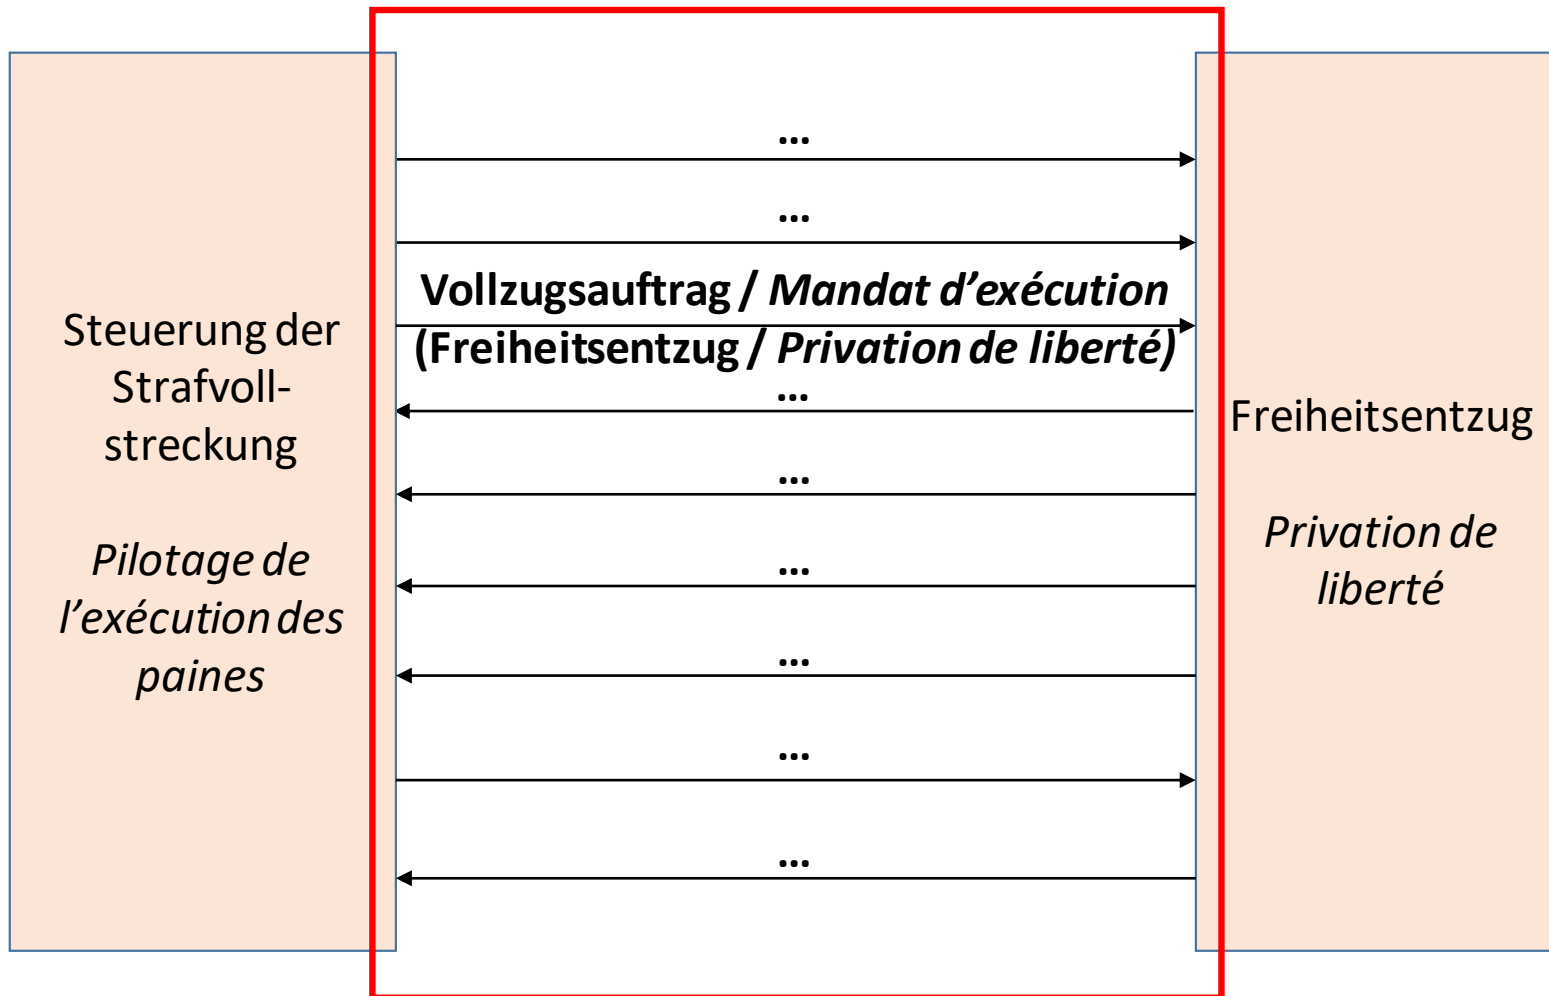 Steuerung der
Strafvoll-
streckung
Pilotage de
l’exécution des
paines
…
…
Vollzugsauftrag / Mandat d’exécution
(Freiheitsentzug / Privation de liberté)
…
…
…
…
…
…
Freiheitsentzug
Privation de
liberté